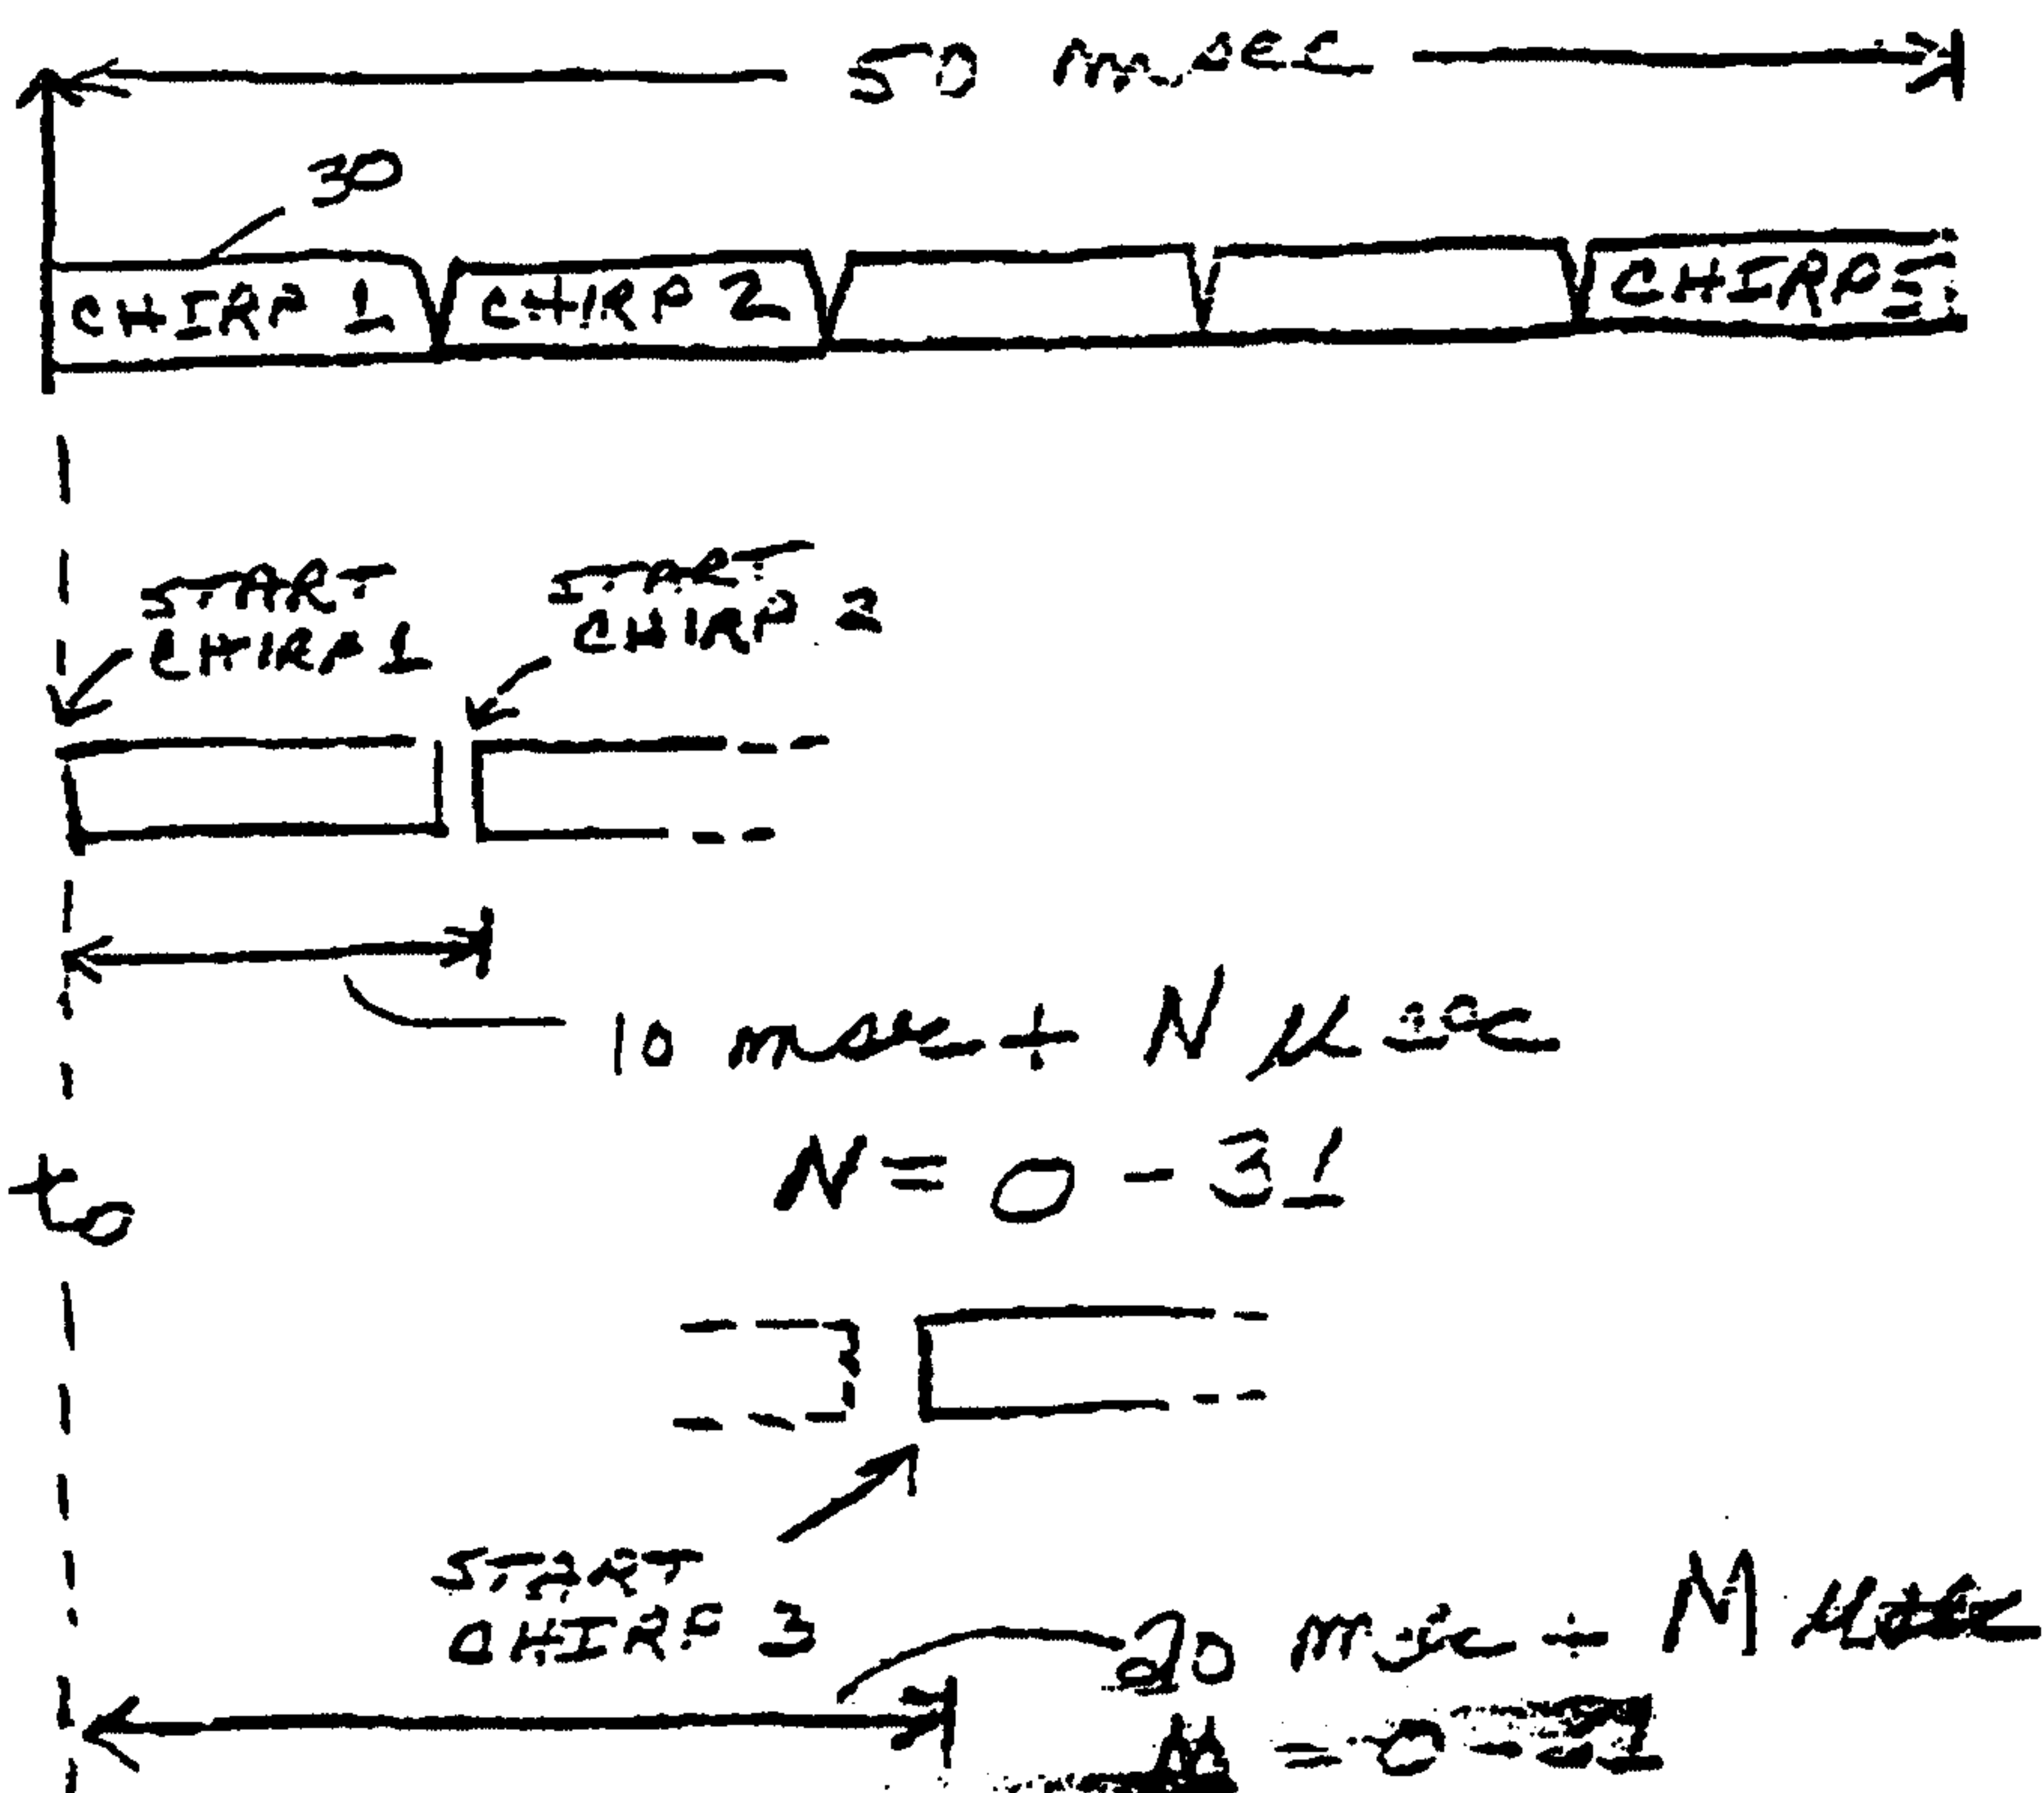 50 msec
30
CHIRP 1
CHIRP 2
CHIRP 5
START
CHIRP 1
START
CHIRP 2
10 msec + N μsec
N = 0 - 31
t0
START
CHIRP 3
20 msec + M μsec
M = 0 - 31